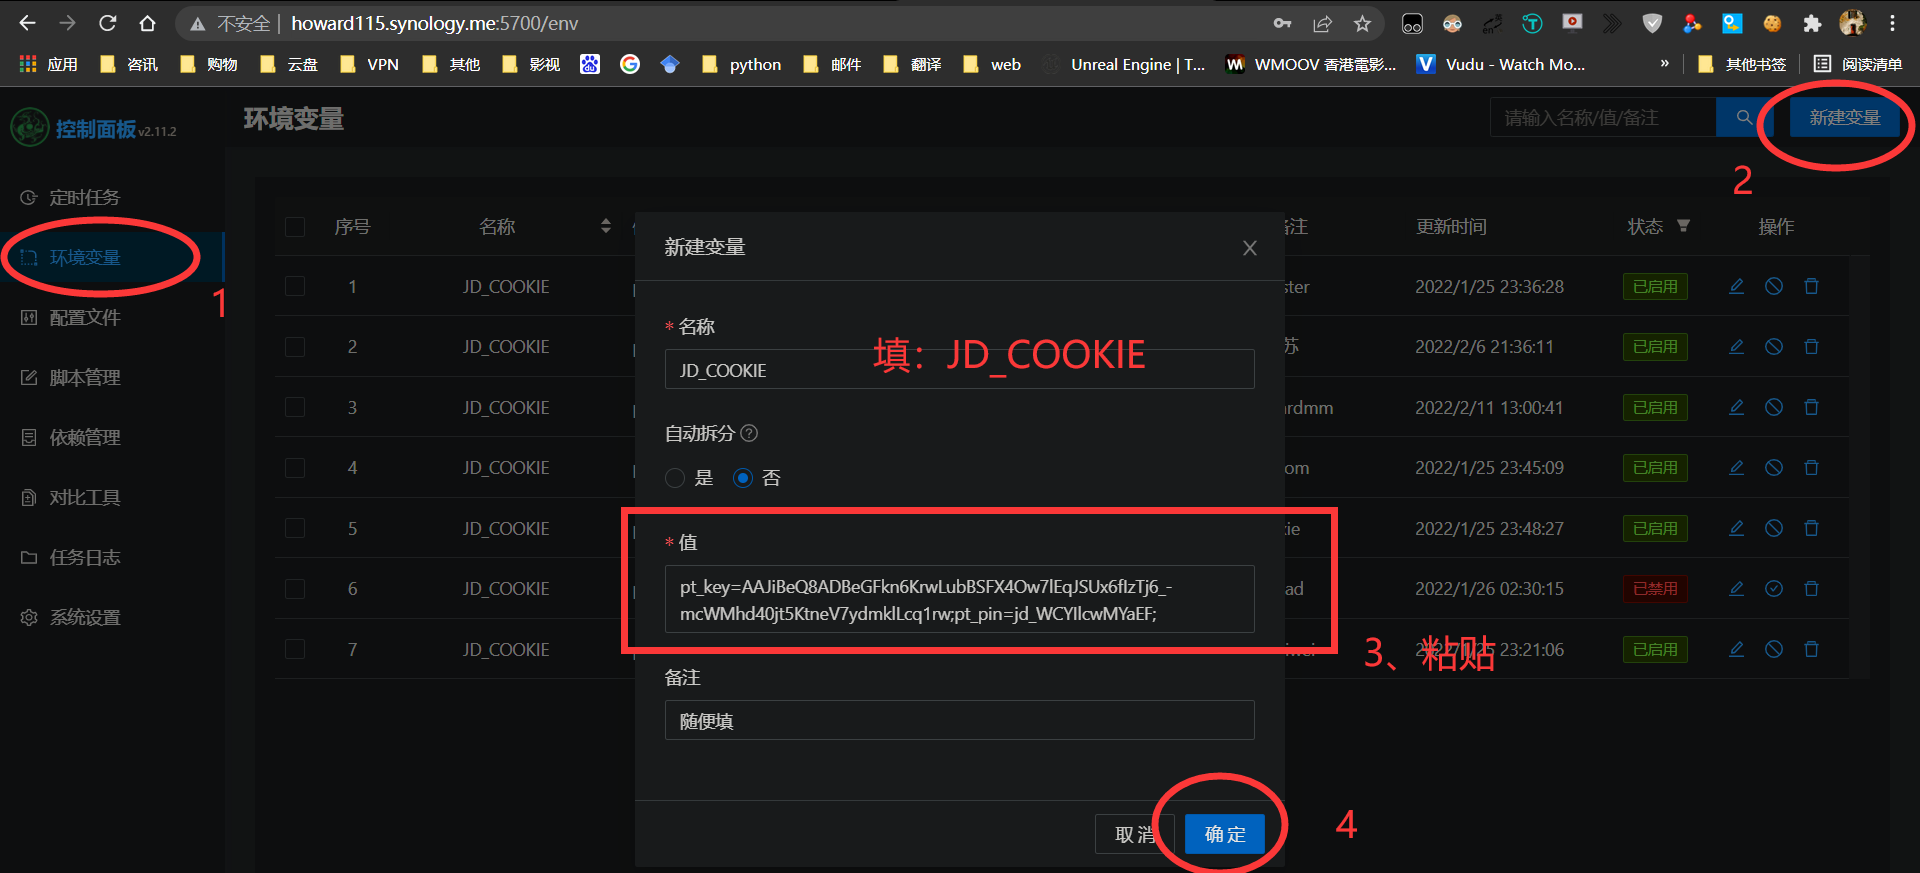 不安全 | howard115.synology.me:5700/env
应用 咨讯 购物 云盘 VPN 其他 影视 python 邮件 翻译 web Unreal Engine | T... WMOOV 香港電影... Vudu - Watch Mo... » 其他书签 阅读清单
控制面板 v2.11.2
环境变量
请输入名称/值/备注
新建变量
2
定时任务
环境变量
1
配置文件
脚本管理
依赖管理
对比工具
任务日志
系统设置
序号 名称 注 更新时间 状态 操作
1 JD_COOKIE ster 2022/1/25 23:36:28 已启用
2 JD_COOKIE 苏 2022/2/6 21:36:11 已启用
3 JD_COOKIE rdmm 2022/2/11 13:00:41 已启用
4 JD_COOKIE om 2022/1/25 23:45:09 已启用
5 JD_COOKIE ie 2022/1/25 23:48:27 已启用
6 JD_COOKIE ad 2022/1/26 02:30:15 已禁用
7 JD_COOKIE 2022/1/25 23:21:06 已启用
新建变量
* 名称
JD_COOKIE
填：JD_COOKIE
自动拆分
是 否
* 值
pt_key=AAJiBeQ8ADBeGFkn6KrwLubBSFX4Ow7lEqJSUx6flzTj6_-
mcWMhd40jt5KtneV7ydmklLcq1rw;pt_pin=jd_WCYIlcwMYaEF;
3、粘贴
备注
随便填
取消 确定
4